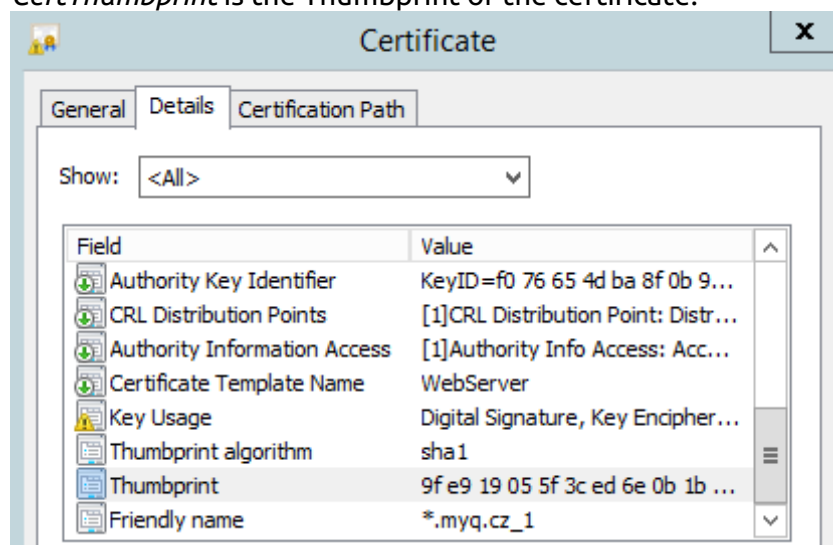 CertThumbprint is the Thumbprint of the certificate.
Certificate x
General Details Certification Path
Show: <All>
Field Value
Authority Key Identifier KeyID=f0 76 65 4d ba 8f 0b 9...
CRL Distribution Points [1]CRL Distribution Point: Distr...
Authority Information Access [1]Authority Info Access: Acc...
Certificate Template Name WebServer
Key Usage Digital Signature, Key Encipher...
Thumbprint algorithm sha1
Thumbprint 9f e9 19 05 5f 3c ed 6e 0b 1b ...
Friendly name *.myq.cz_1